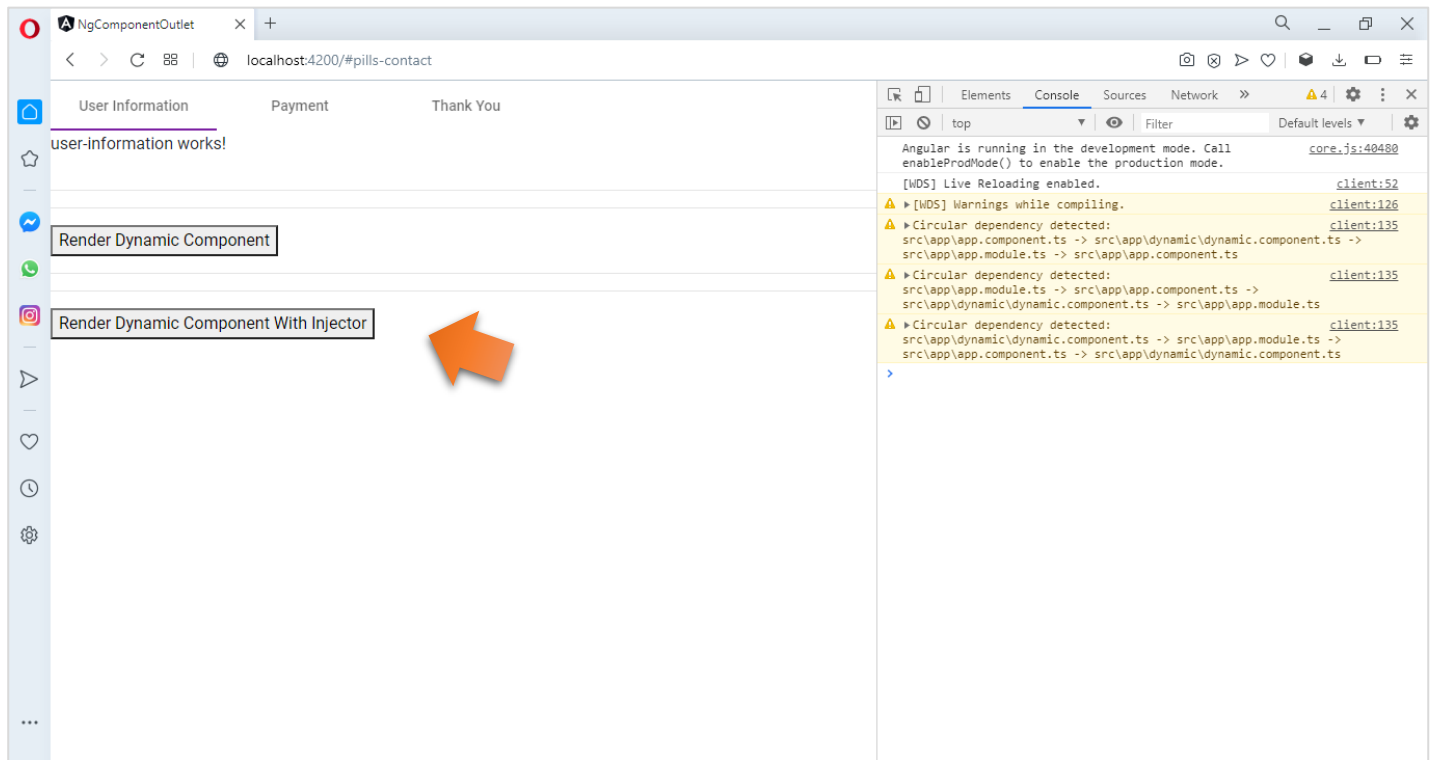 NgComponentOutlet
localhost:4200/#pills-contact
User Information Payment Thank You
user-information works!
Render Dynamic Component
Render Dynamic Component With Injector
Elements Console Sources Network » 4
top Filter Default levels ▼
Angular is running in the development mode. Call core.js:40480
enableProdMode() to enable the production mode.
[WDS] Live Reloading enabled. client:52
[WDS] Warnings while compiling. client:126
Circular dependency detected: client:135
src\app\app.component.ts -> src\app\dynamic\dynamic.component.ts ->
src\app\app.module.ts -> src\app\app.component.ts
Circular dependency detected: client:135
src\app\app.module.ts -> src\app\app.component.ts ->
src\app\dynamic\dynamic.component.ts -> src\app\app.module.ts
Circular dependency detected: client:135
src\app\dynamic\dynamic.component.ts -> src\app\app.module.ts ->
src\app\app.component.ts -> src\app\dynamic\dynamic.component.ts